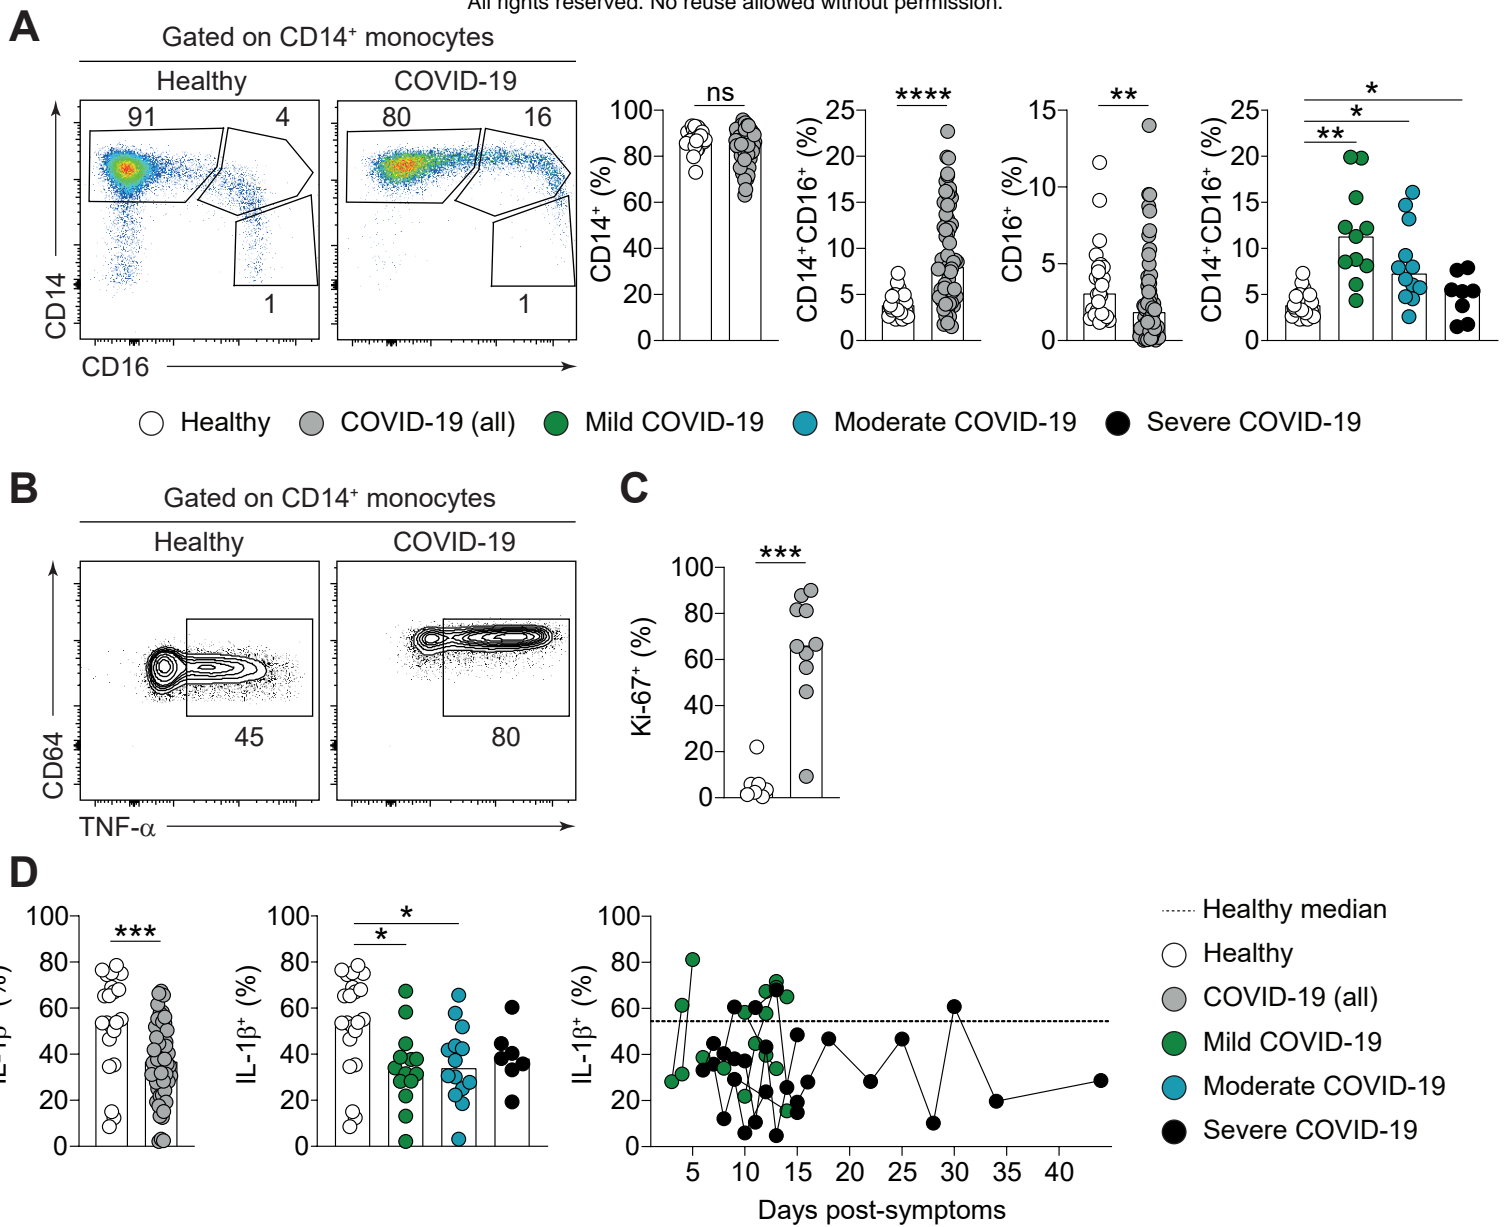 All rights reserved. No reuse allowed without permission.
A
Gated on CD14⁺ monocytes
Healthy COVID-19
91 4 80 16
1 1
CD14
CD16
ns
CD14⁺ (%)
100
80
60
40
20
0
****
CD14⁺CD16⁺ (%)
25
20
15
10
5
0
**
CD16⁺ (%)
15
10
5
0
*
*
**
CD14⁺CD16⁺ (%)
25
20
15
10
5
0
Healthy COVID-19 (all) Mild COVID-19 Moderate COVID-19 Severe COVID-19
B
Gated on CD14⁺ monocytes
Healthy COVID-19
45 80
CD64
TNF-α
C
***
Ki-67⁺ (%)
100
80
60
40
20
0
D
***
IL-1β⁺ (%)
100
80
60
40
20
0
*
*
IL-1β⁺ (%)
100
80
60
40
20
0
IL-1β⁺ (%)
100
80
60
40
20
0
5 10 15 20 25 30 35 40
Days post-symptoms
Healthy median
Healthy
COVID-19 (all)
Mild COVID-19
Moderate COVID-19
Severe COVID-19